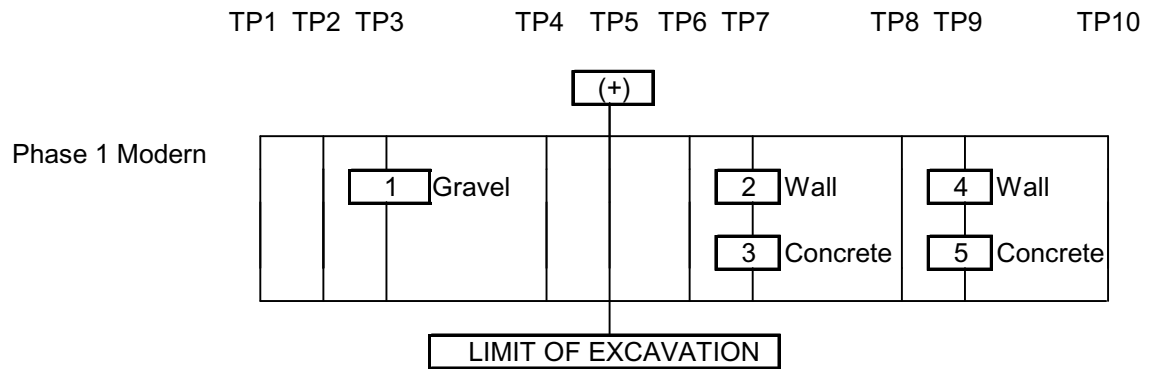 TP1 TP2 TP3 TP4 TP5 TP6 TP7 TP8 TP9 TP10
(+)
Phase 1 Modern
1 Gravel 2 Wall 4 Wall
3 Concrete 5 Concrete
LIMIT OF EXCAVATION